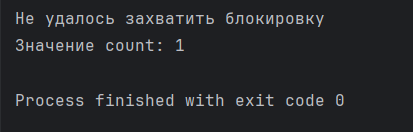 Не удалось захватить блокировку
Значение count: 1
Process finished with exit code 0